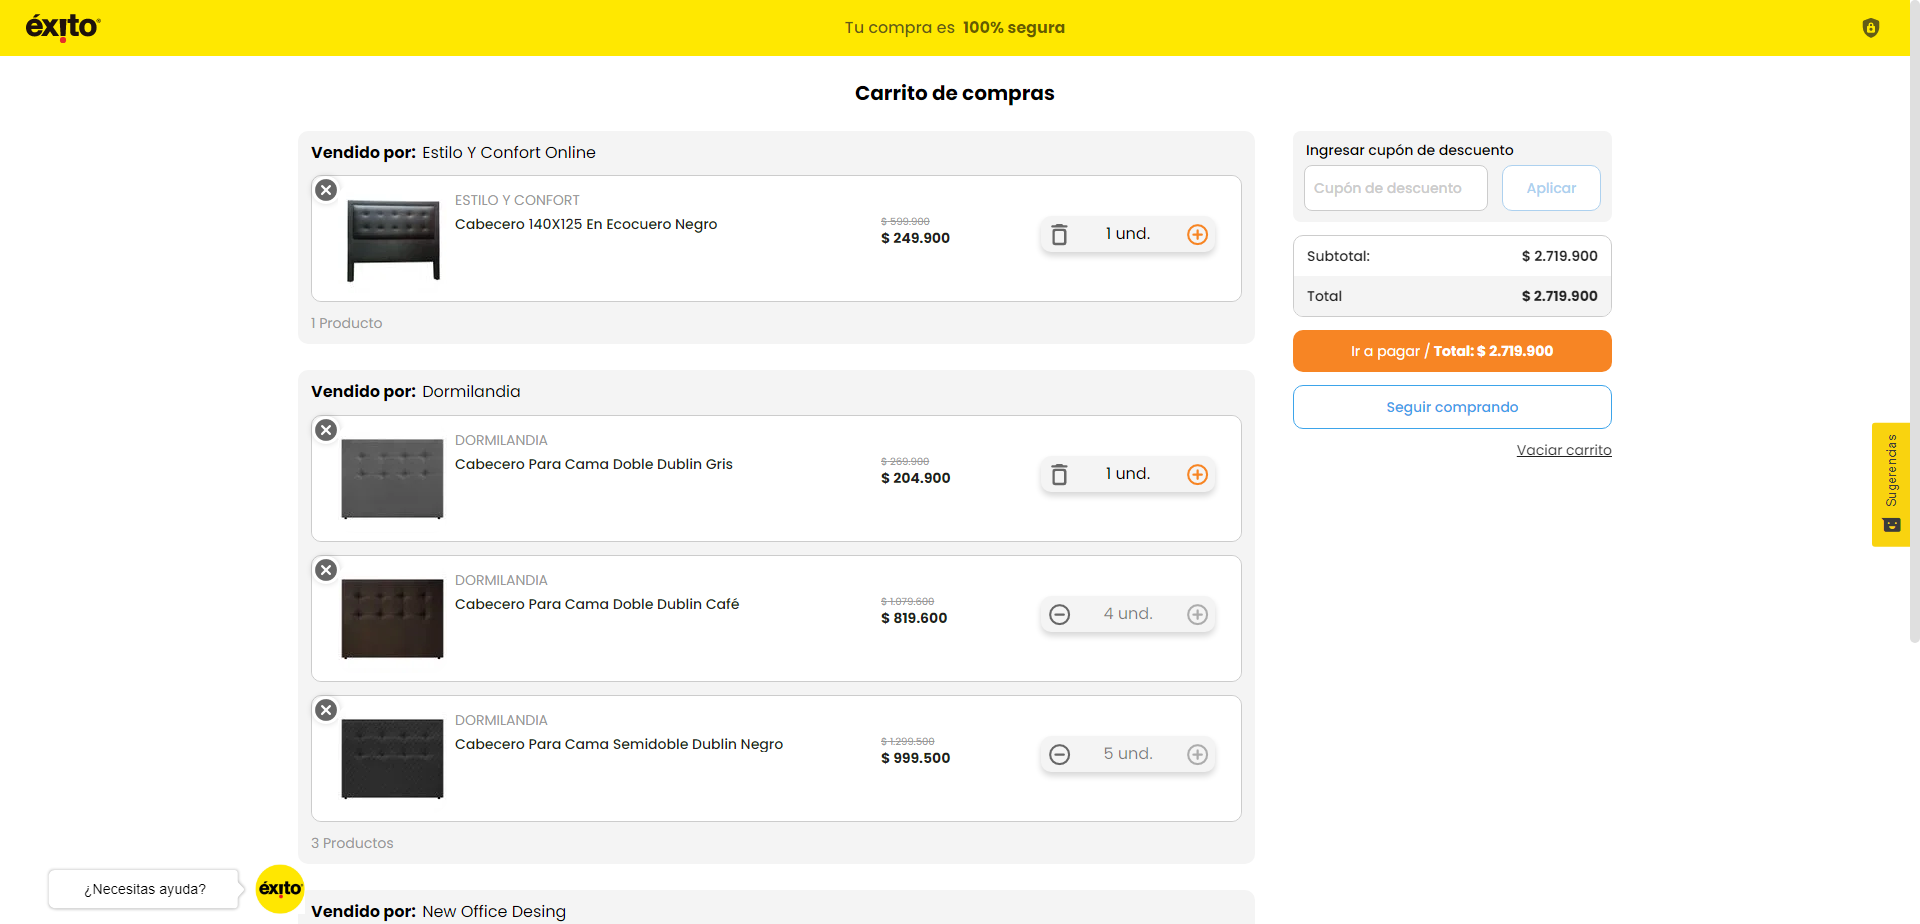 éxito
Tu compra es 100% segura
Carrito de compras
Vendido por: Estilo Y Confort Online
ESTILO Y CONFORT
Cabecero 140X125 En Ecocuero Negro
$ 599.900
$ 249.900
1 und.
1 Producto
Vendido por: Dormilandia
DORMILANDIA
Cabecero Para Cama Doble Dublin Gris
$ 269.900
$ 204.900
1 und.
DORMILANDIA
Cabecero Para Cama Doble Dublin Café
$ 1.079.600
$ 819.600
4 und.
DORMILANDIA
Cabecero Para Cama Semidoble Dublin Negro
$ 1.299.500
$ 999.500
5 und.
3 Productos
Vendido por: New Office Desing
Ingresar cupón de descuento
Cupón de descuento
Aplicar
Subtotal: $ 2.719.900
Total $ 2.719.900
Ir a pagar / Total: $ 2.719.900
Seguir comprando
Vaciar carrito
Sugerencias
¿Necesitas ayuda?
éxito